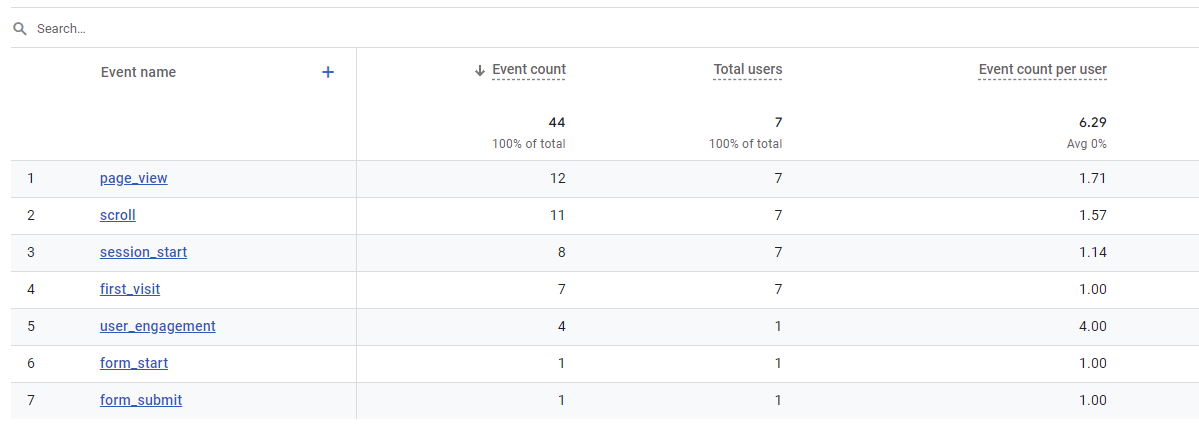 Search...
Event name + ↓ Event count Total users Event count per user
44 7 6.29
100% of total 100% of total Avg 0%
1 page_view 12 7 1.71
2 scroll 11 7 1.57
3 session_start 8 7 1.14
4 first_visit 7 7 1.00
5 user_engagement 4 1 4.00
6 form_start 1 1 1.00
7 form_submit 1 1 1.00